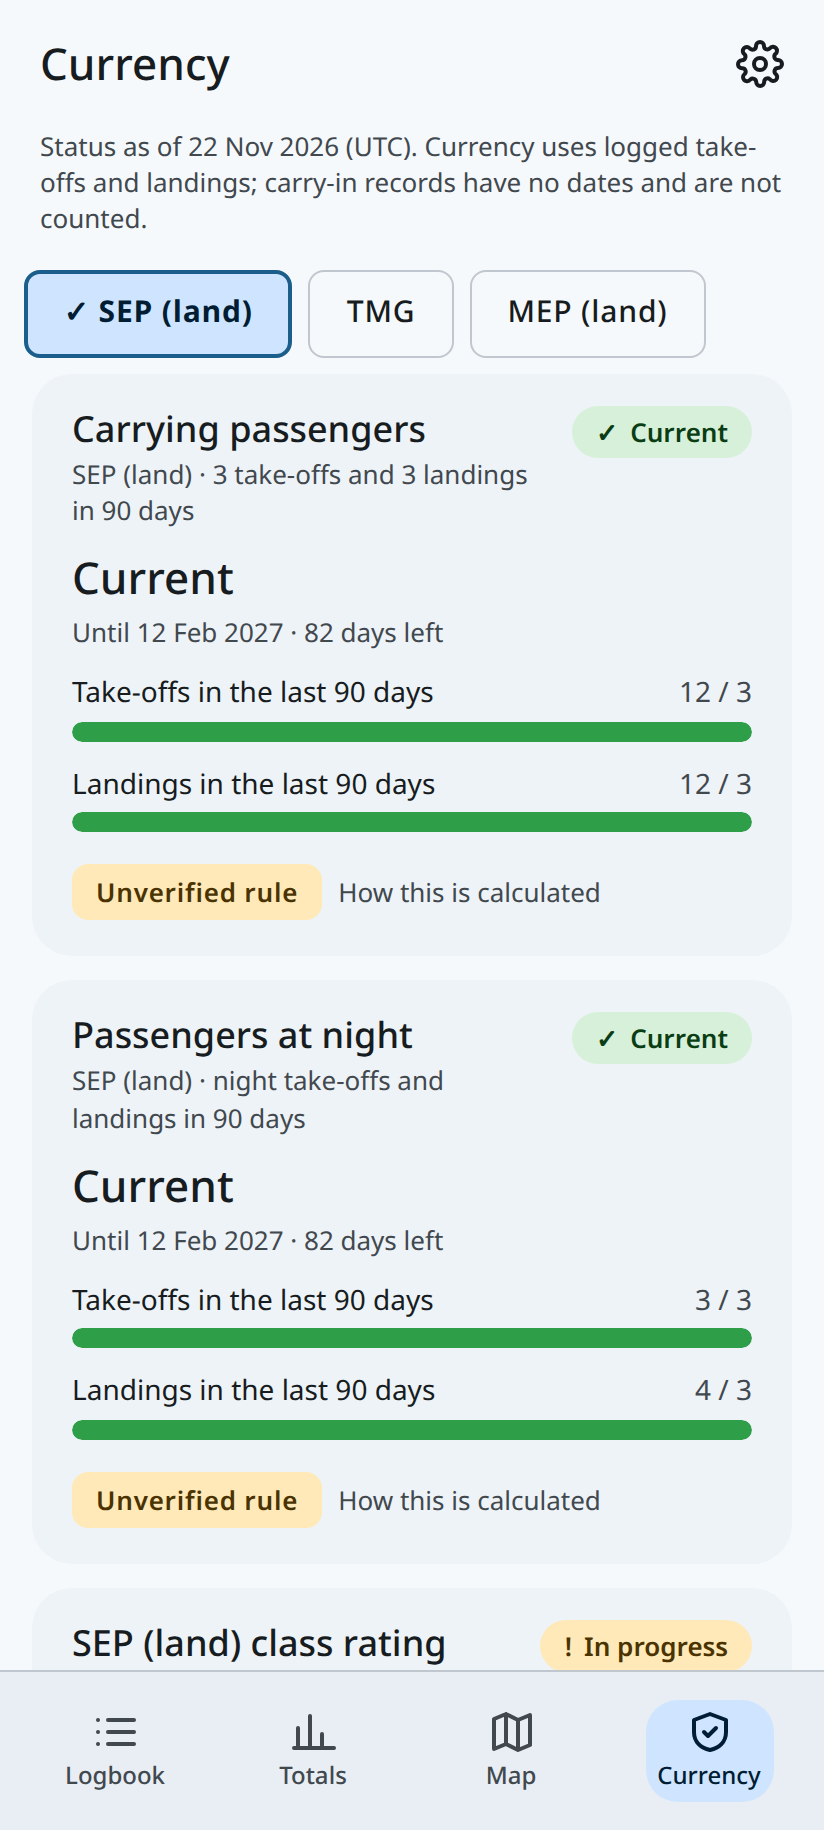 Currency
Status as of 22 Nov 2026 (UTC). Currency uses logged take-
offs and landings; carry-in records have no dates and are not
counted.
✓ SEP (land)
TMG
MEP (land)
Carrying passengers
✓ Current
SEP (land) · 3 take-offs and 3 landings
in 90 days
Current
Until 12 Feb 2027 · 82 days left
Take-offs in the last 90 days
12 / 3
Landings in the last 90 days
12 / 3
Unverified rule
How this is calculated
Passengers at night
✓ Current
SEP (land) · night take-offs and
landings in 90 days
Current
Until 12 Feb 2027 · 82 days left
Take-offs in the last 90 days
3 / 3
Landings in the last 90 days
4 / 3
Unverified rule
How this is calculated
SEP (land) class rating
! In progress
Logbook
Totals
Map
Currency